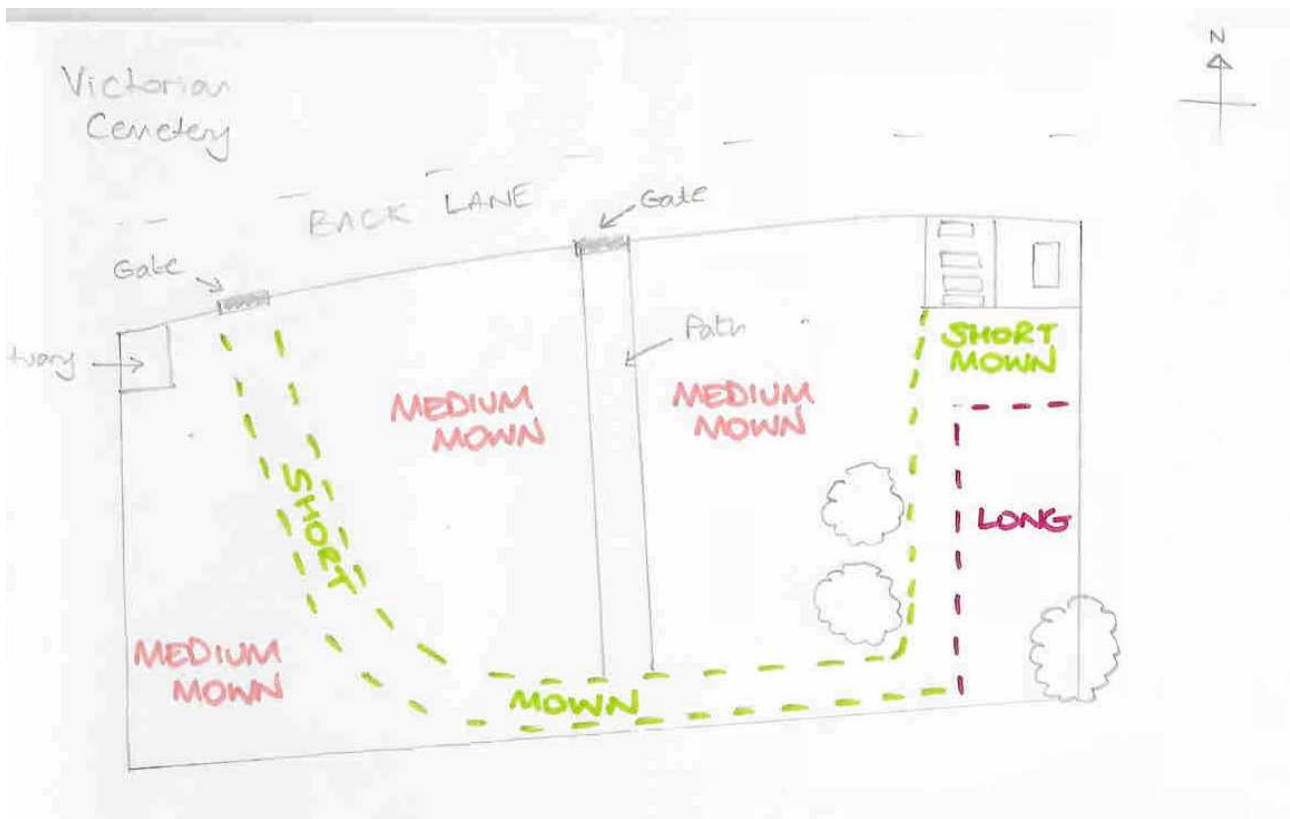 N
Victorian
Cemetery
BACK LANE
Gate
Gate
Path
SHORT
MOWN
MEDIUM
MOWN
MEDIUM
MOWN
SHORT
LONG
MEDIUM
MOWN
MOWN